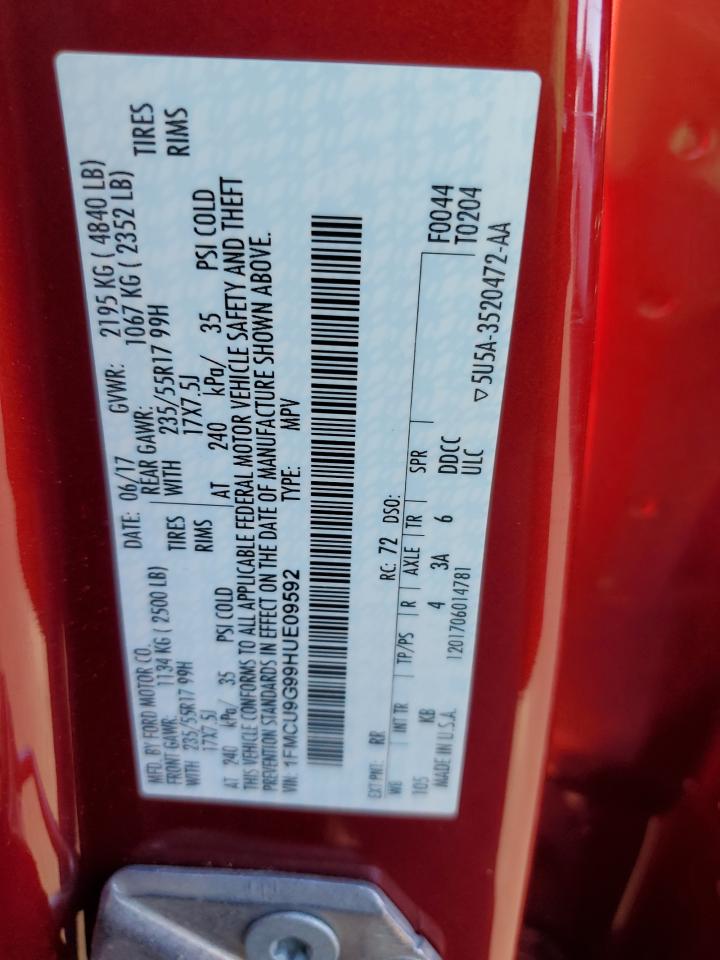 MFD. BY FORD MOTOR CO. DATE: 06/17 GVWR: 2195 KG ( 4840 LB)
FRONT GAWR: 1134 KG ( 2500 LB) REAR GAWR: 1067 KG ( 2352 LB)
WITH 235/55R17 99H TIRES WITH 235/55R17 99H TIRES
17X7.5J RIMS 17X7.5J RIMS
AT 240 kPa/ 35 PSI COLD AT 240 kPa/ 35 PSI COLD
THIS VEHICLE CONFORMS TO ALL APPLICABLE FEDERAL MOTOR VEHICLE SAFETY AND THEFT
PREVENTION STANDARDS IN EFFECT ON THE DATE OF MANUFACTURE SHOWN ABOVE.
VIN: 1FMCU9G99HUE09592 TYPE: MPV
EXT PNT: RR RC: 72 DSO: F0044
WB INT TR TP/PS R AXLE TR SPR T0204
105 KB 4 3A 6 DDCC
MADE IN U.S.A. 1201706014781 ULC
▽5U5A-3520472-AA